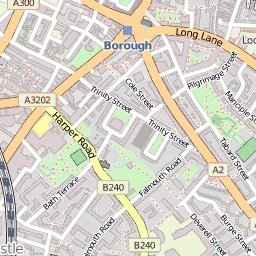 A300
Borough
Long Lane
Cole Street
Pilgrimage Street
A3202
Trinity Street
Trinity Street
Manciple Street
Harper Road
Tabard Street
A2
Falmouth Road
B240
Bath Terrace
Falmouth Road
B240
Deverell Street
Burge Street
stle